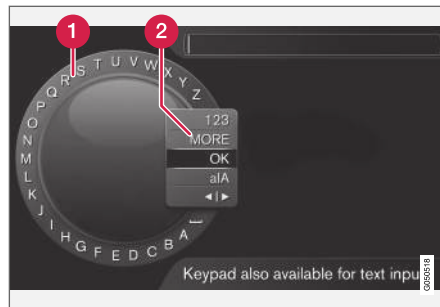 1
2
A B C D E F G H I J K L M N O P Q R S T U V W X Y Z
123
MORE
OK
a|A
◄|►
Keypad also available for text inpu
G050518